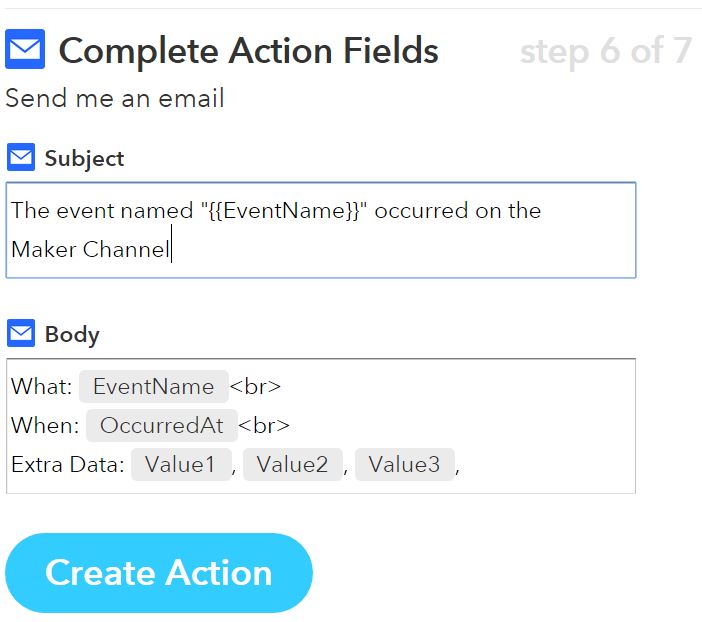 Complete Action Fields step 6 of 7
Send me an email
Subject
The event named "{{EventName}}" occurred on the
Maker Channel
Body
What: EventName <br>
When: OccurredAt <br>
Extra Data: Value1 , Value2 , Value3 ,
Create Action